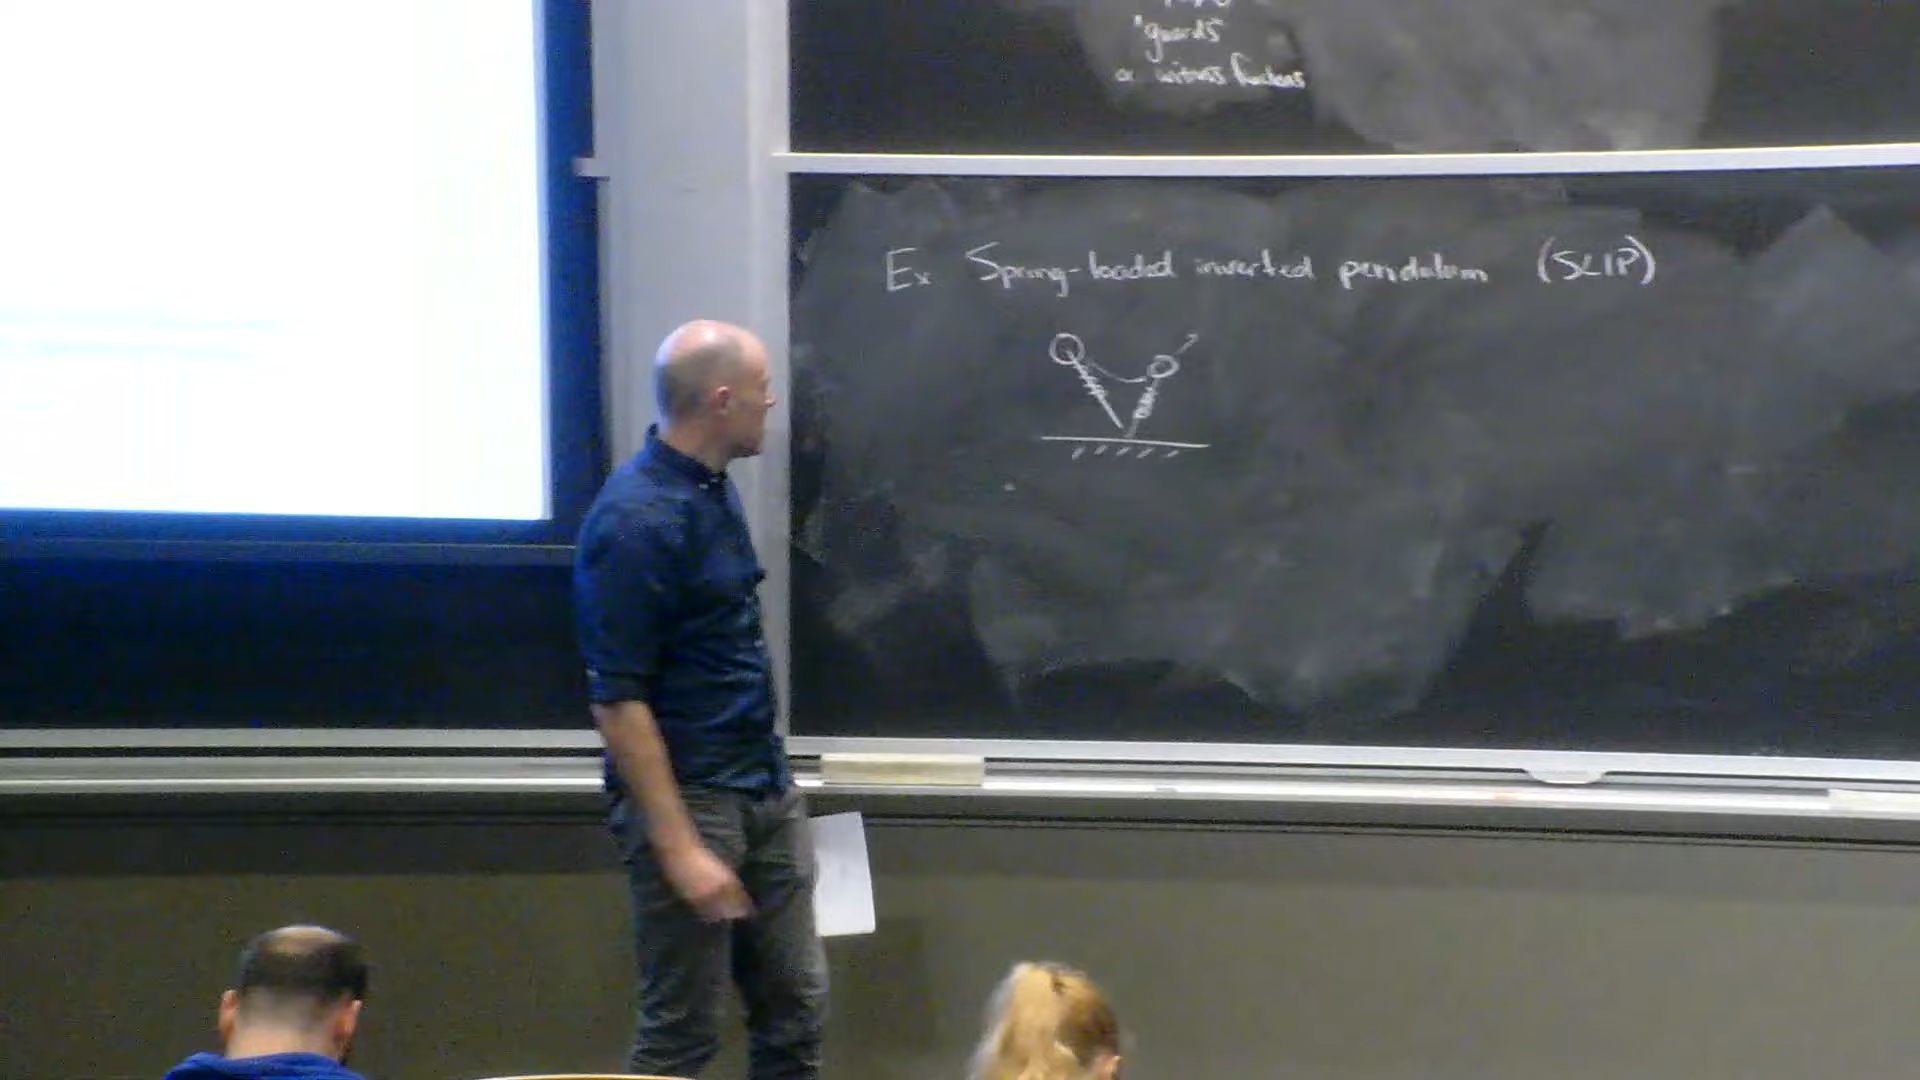 "guards"
or witness functions
Ex Spring-loaded inverted pendulum (SLIP)